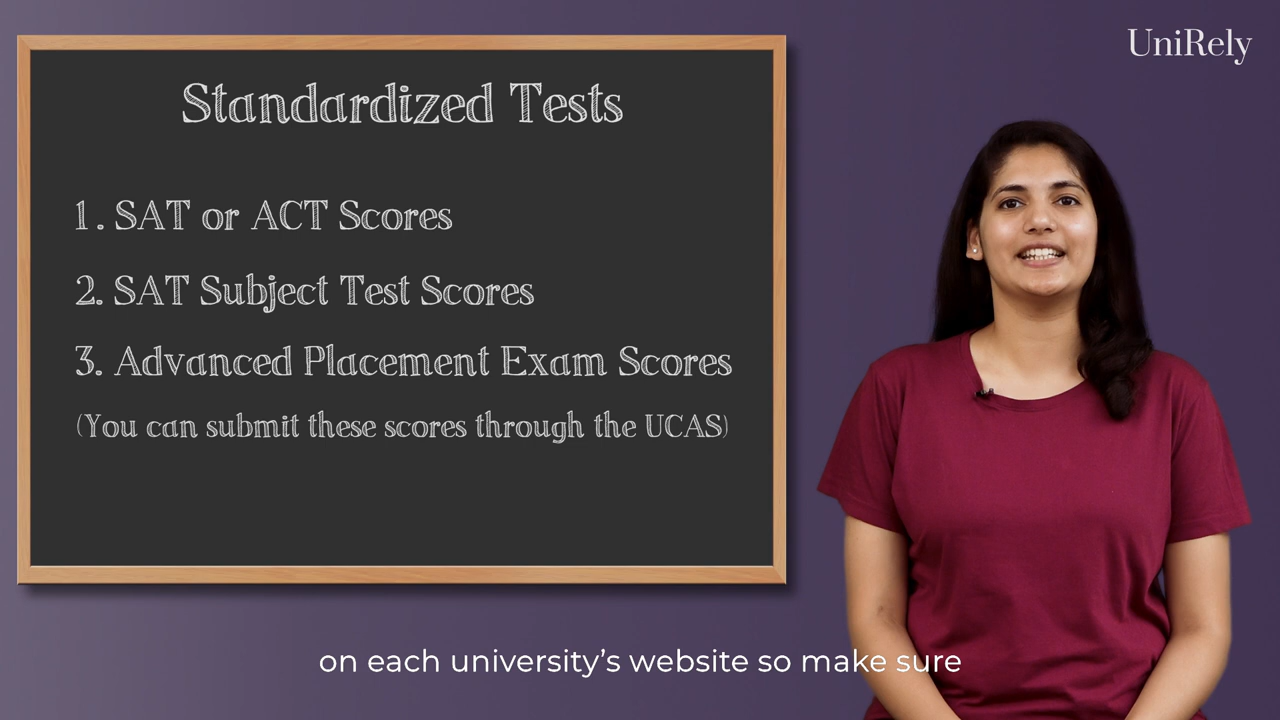 UniRely
Standardized Tests
1. SAT or ACT Scores
2. SAT Subject Test Scores
3. Advanced Placement Exam Scores
(You can submit these scores through the UCAS)
on each university’s website so make sure